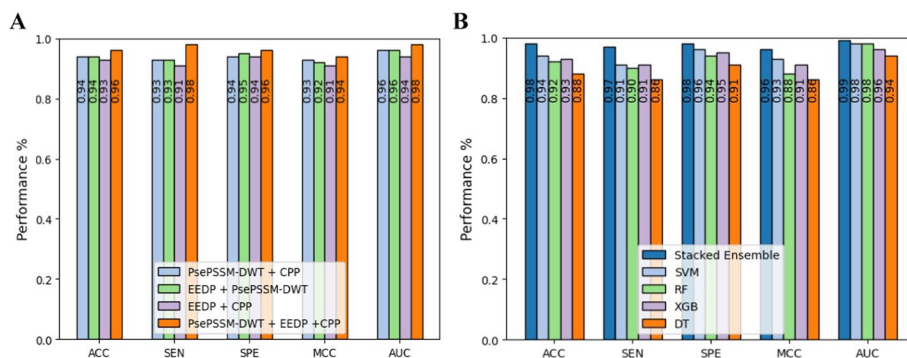 A
B
Performance %
1.0
0.8
0.6
0.4
0.2
0.0
0.94
0.94
0.93
0.96
0.93
0.93
0.91
0.98
0.94
0.95
0.94
0.96
0.93
0.92
0.91
0.94
0.96
0.96
0.94
0.98
PsePSSM-DWT + CPP
EEDP + PsePSSM-DWT
EEDP + CPP
PsePSSM-DWT + EEDP +CPP
ACC
SEN
SPE
MCC
AUC
Performance %
1.0
0.8
0.6
0.4
0.2
0.0
0.98
0.94
0.92
0.93
0.88
0.97
0.91
0.90
0.91
0.86
0.98
0.96
0.94
0.95
0.91
0.96
0.93
0.88
0.91
0.86
0.99
0.98
0.98
0.96
0.94
Stacked Ensemble
SVM
RF
XGB
DT
ACC
SEN
SPE
MCC
AUC